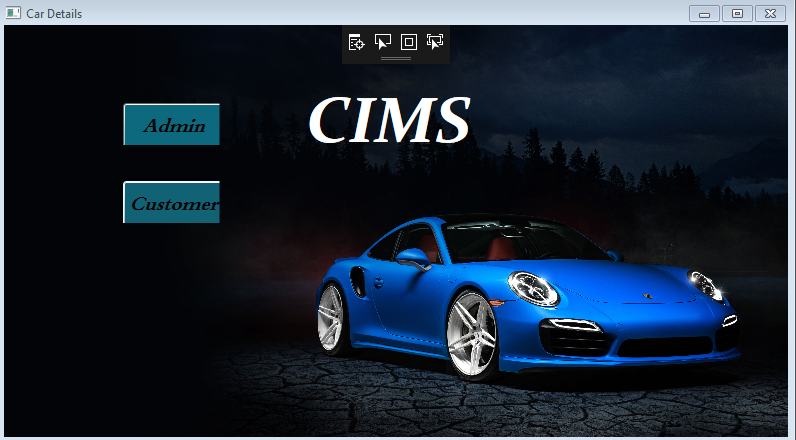 Car Details
CIMS
Admin
Customer